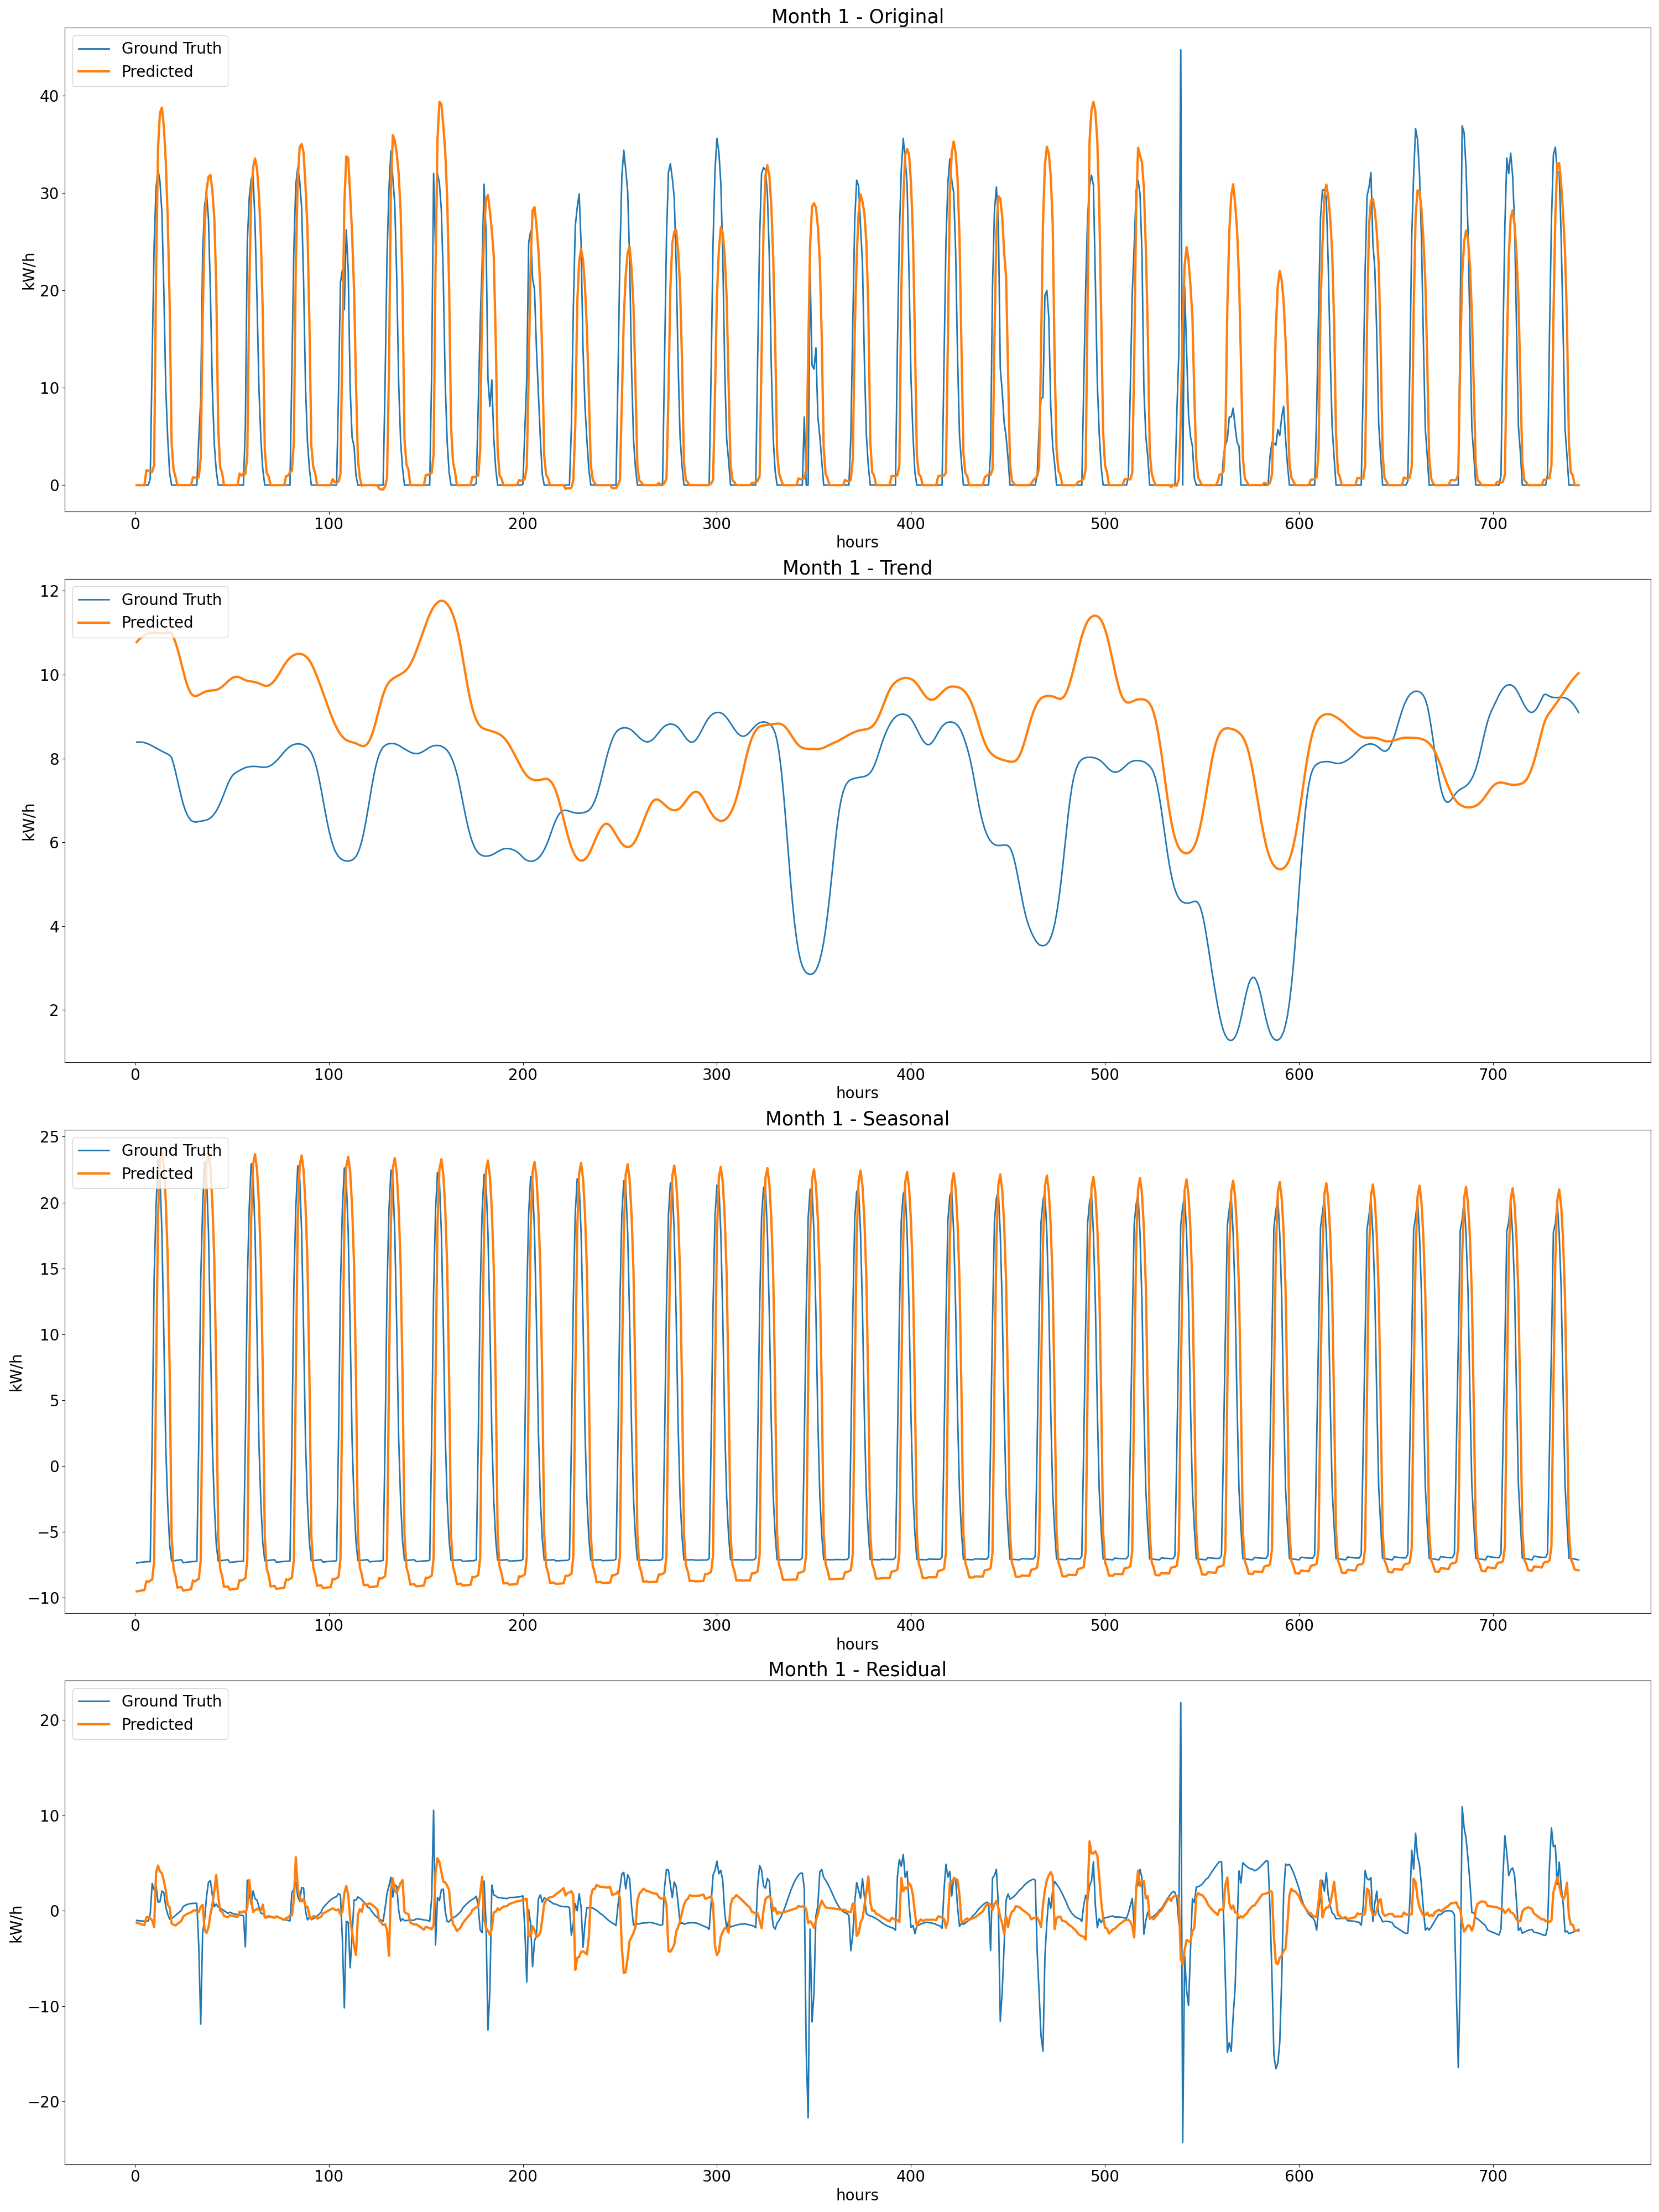 Month 1 - Original
Ground Truth
Predicted
kW/h
40
30
20
10
0
0 100 200 300 400 500 600 700
hours
Month 1 - Trend
Ground Truth
Predicted
kW/h
12
10
8
6
4
2
0 100 200 300 400 500 600 700
hours
Month 1 - Seasonal
Ground Truth
Predicted
kW/h
25
20
15
10
5
0
−5
−10
0 100 200 300 400 500 600 700
hours
Month 1 - Residual
Ground Truth
Predicted
kW/h
20
10
0
−10
−20
0 100 200 300 400 500 600 700
hours